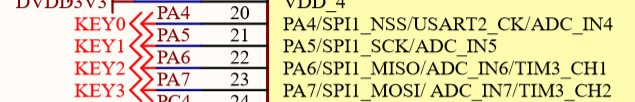 DVDD3V3 VDD_4
KEY0 PA4 20 PA4/SPI1_NSS/USART2_CK/ADC_IN4
KEY1 PA5 21 PA5/SPI1_SCK/ADC_IN5
KEY2 PA6 22 PA6/SPI1_MISO/ADC_IN6/TIM3_CH1
KEY3 PA7 23 PA7/SPI1_MOSI/ ADC_IN7/TIM3_CH2
PC4 24